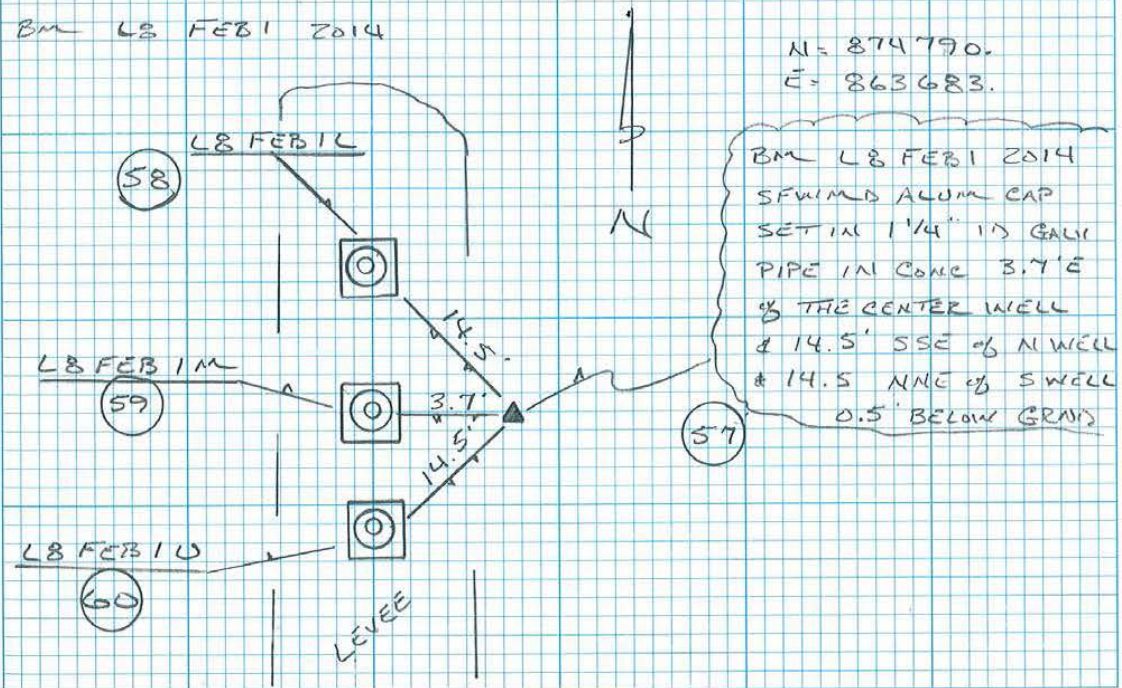 BM L8 FEB1 2014
N= 874790.
E= 863683.
L8 FEB1L
58
N
BM L8 FEB1 2014
SFWMD ALUM CAP
SET IN 1 1/4" ID GALV
PIPE IN CONC 3.7'E
of THE CENTER WELL
& 14.5' SSE of N WELL
& 14.5 NNE of S WELL
0.5' BELOW GRND
14.5'
L8 FEB1M
59
3.7'
57
14.5'
L8 FEB1U
60
LEVEE